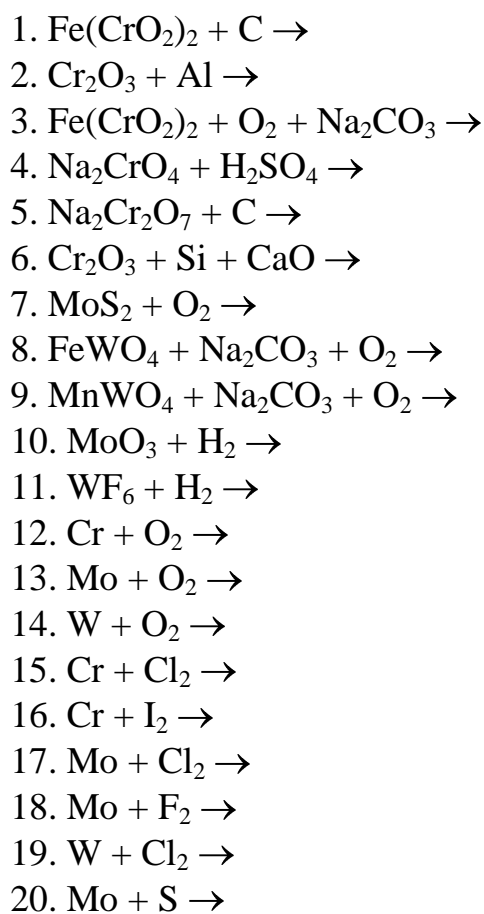 1. Fe(CrO₂)₂ + C →
2. Cr₂O₃ + Al →
3. Fe(CrO₂)₂ + O₂ + Na₂CO₃ →
4. Na₂CrO₄ + H₂SO₄ →
5. Na₂Cr₂O₇ + C →
6. Cr₂O₃ + Si + CaO →
7. MoS₂ + O₂ →
8. FeWO₄ + Na₂CO₃ + O₂ →
9. MnWO₄ + Na₂CO₃ + O₂ →
10. MoO₃ + H₂ →
11. WF₆ + H₂ →
12. Cr + O₂ →
13. Mo + O₂ →
14. W + O₂ →
15. Cr + Cl₂ →
16. Cr + I₂ →
17. Mo + Cl₂ →
18. Mo + F₂ →
19. W + Cl₂ →
20. Mo + S →